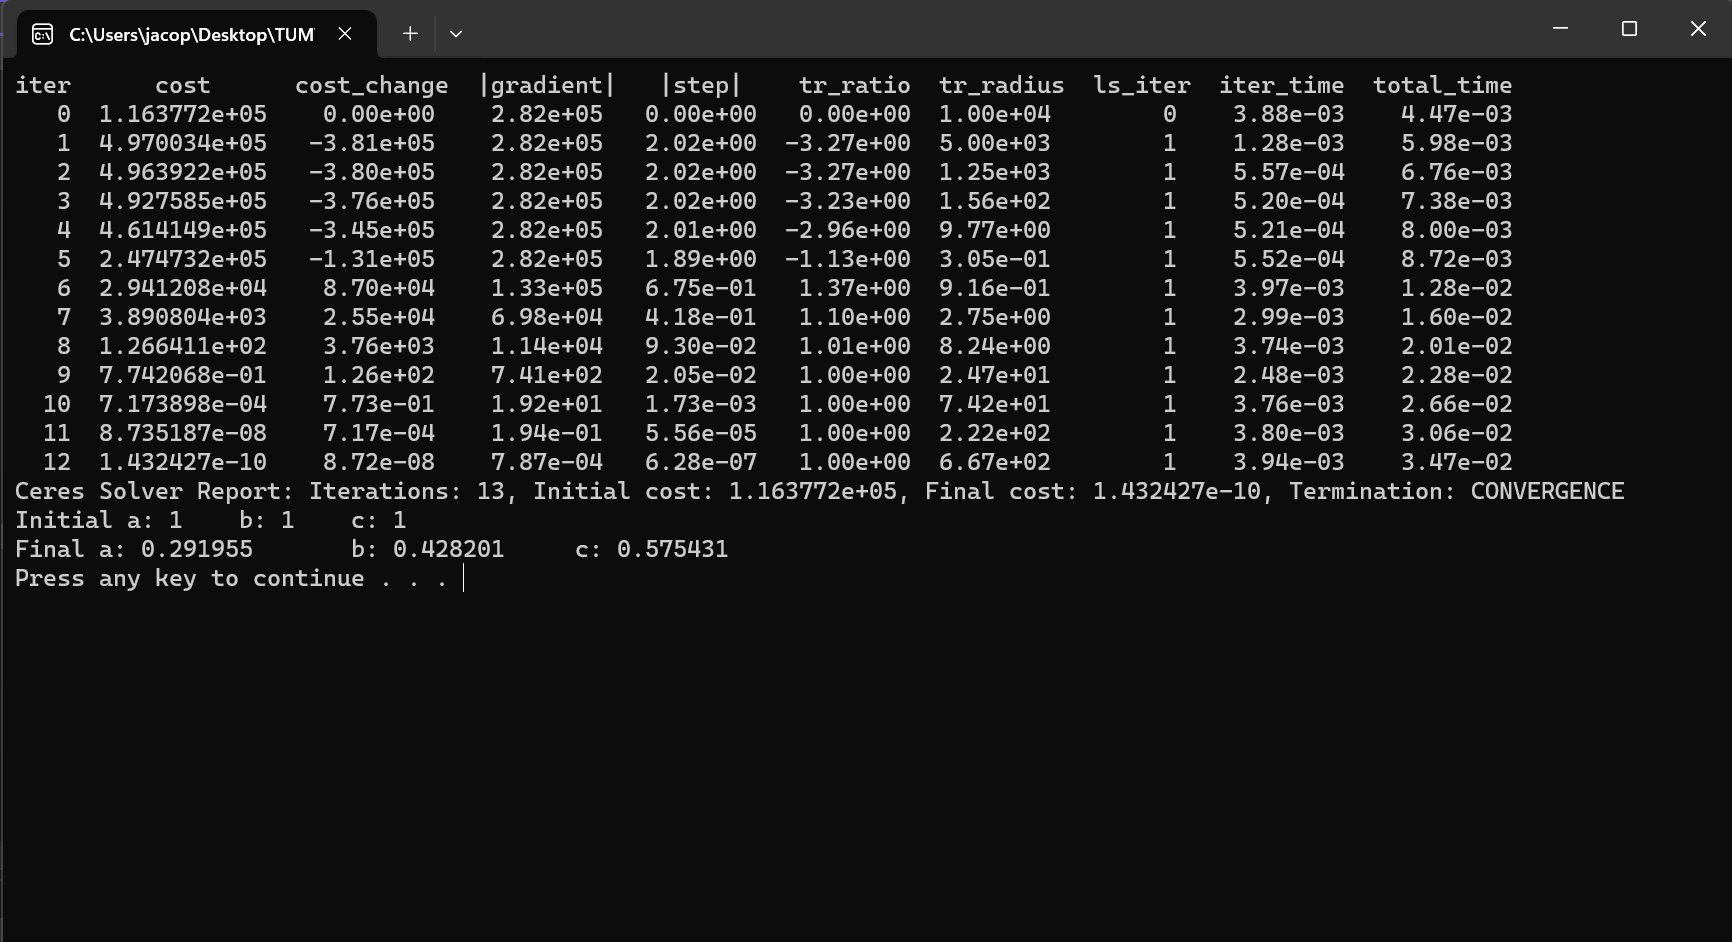 C:\Users\jacop\Desktop\TUM
iter      cost      cost_change  |gradient|   |step|    tr_ratio  tr_radius  ls_iter  iter_time  total_time
   0  1.163772e+05    0.00e+00    2.82e+05   0.00e+00   0.00e+00  1.00e+04        0    3.88e-03    4.47e-03
   1  4.970034e+05   -3.81e+05    2.82e+05   2.02e+00  -3.27e+00  5.00e+03        1    1.28e-03    5.98e-03
   2  4.963922e+05   -3.80e+05    2.82e+05   2.02e+00  -3.27e+00  1.25e+03        1    5.57e-04    6.76e-03
   3  4.927585e+05   -3.76e+05    2.82e+05   2.02e+00  -3.23e+00  1.56e+02        1    5.20e-04    7.38e-03
   4  4.614149e+05   -3.45e+05    2.82e+05   2.01e+00  -2.96e+00  9.77e+00        1    5.21e-04    8.00e-03
   5  2.474732e+05   -1.31e+05    2.82e+05   1.89e+00  -1.13e+00  3.05e-01        1    5.52e-04    8.72e-03
   6  2.941208e+04    8.70e+04    1.33e+05   6.75e-01   1.37e+00  9.16e-01        1    3.97e-03    1.28e-02
   7  3.890804e+03    2.55e+04    6.98e+04   4.18e-01   1.10e+00  2.75e+00        1    2.99e-03    1.60e-02
   8  1.266411e+02    3.76e+03    1.14e+04   9.30e-02   1.01e+00  8.24e+00        1    3.74e-03    2.01e-02
   9  7.742068e-01    1.26e+02    7.41e+02   2.05e-02   1.00e+00  2.47e+01        1    2.48e-03    2.28e-02
  10  7.173898e-04    7.73e-01    1.92e+01   1.73e-03   1.00e+00  7.42e+01        1    3.76e-03    2.66e-02
  11  8.735187e-08    7.17e-04    1.94e-01   5.56e-05   1.00e+00  2.22e+02        1    3.80e-03    3.06e-02
  12  1.432427e-10    8.72e-08    7.87e-04   6.28e-07   1.00e+00  6.67e+02        1    3.94e-03    3.47e-02
Ceres Solver Report: Iterations: 13, Initial cost: 1.163772e+05, Final cost: 1.432427e-10, Termination: CONVERGENCE
Initial a: 1    b: 1    c: 1
Final a: 0.291955       b: 0.428201     c: 0.575431
Press any key to continue . . .